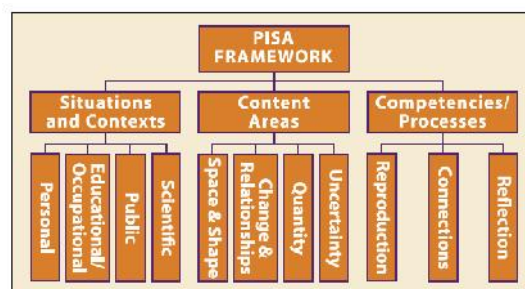 PISA
FRAMEWORK
Situations
and Contexts
Content
Areas
Competencies/
Processes
Personal
Educational/
Occupational
Public
Scientific
Space & Shape
Change &
Relationships
Quantity
Uncertainty
Reproduction
Connections
Reflection